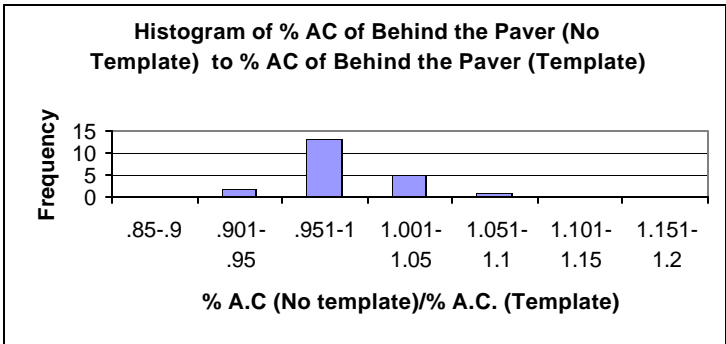 Histogram of % AC of Behind the Paver (No
Template) to % AC of Behind the Paver (Template)
Frequency
15
10
5
0
.85-.9 .901- .951-1 1.001- 1.051- 1.101- 1.151-
.95 1.05 1.1 1.15 1.2
% A.C (No template)/% A.C. (Template)